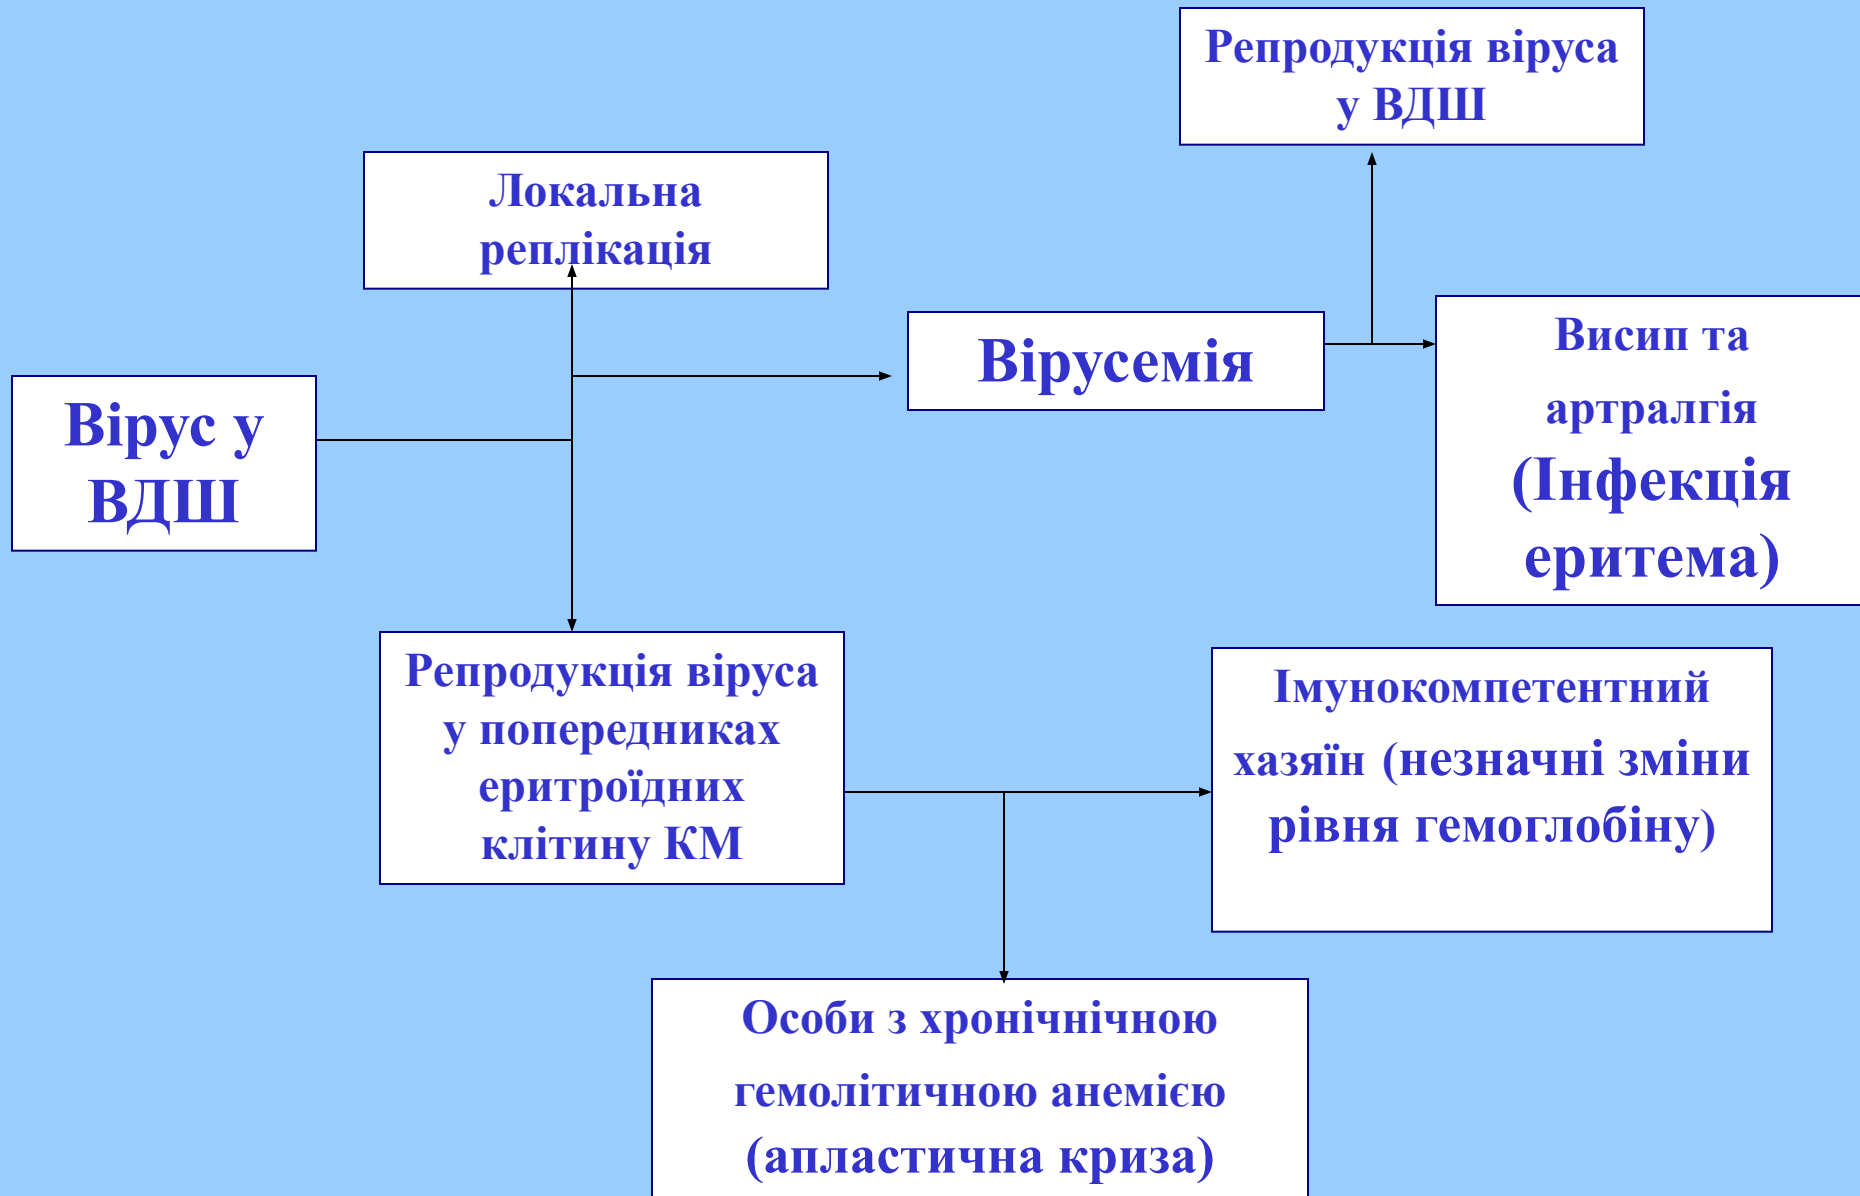 Репродукція віруса
у ВДШ
Локальна
реплікація
Вірусемія
Висип та
артралгія
(Інфекція
еритема)
Вірус у
ВДШ
Репродукція віруса
у попередниках
еритроїдних
клітину КМ
Імунокомпетентний
хазяїн (незначні зміни
рівня гемоглобіну)
Особи з хронічнічною
гемолітичною анемією
(апластична криза)